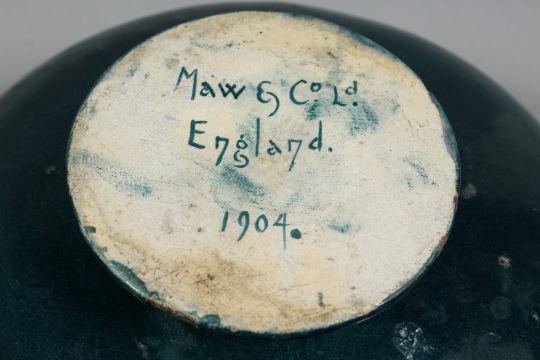 Maw & Co Ld.
England.
1904.